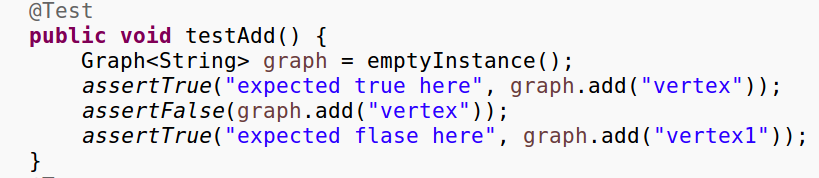 @Test
public void testAdd() {
Graph<String> graph = emptyInstance();
assertTrue("expected true here", graph.add("vertex"));
assertFalse(graph.add("vertex"));
assertTrue("expected flase here", graph.add("vertex1"));
}